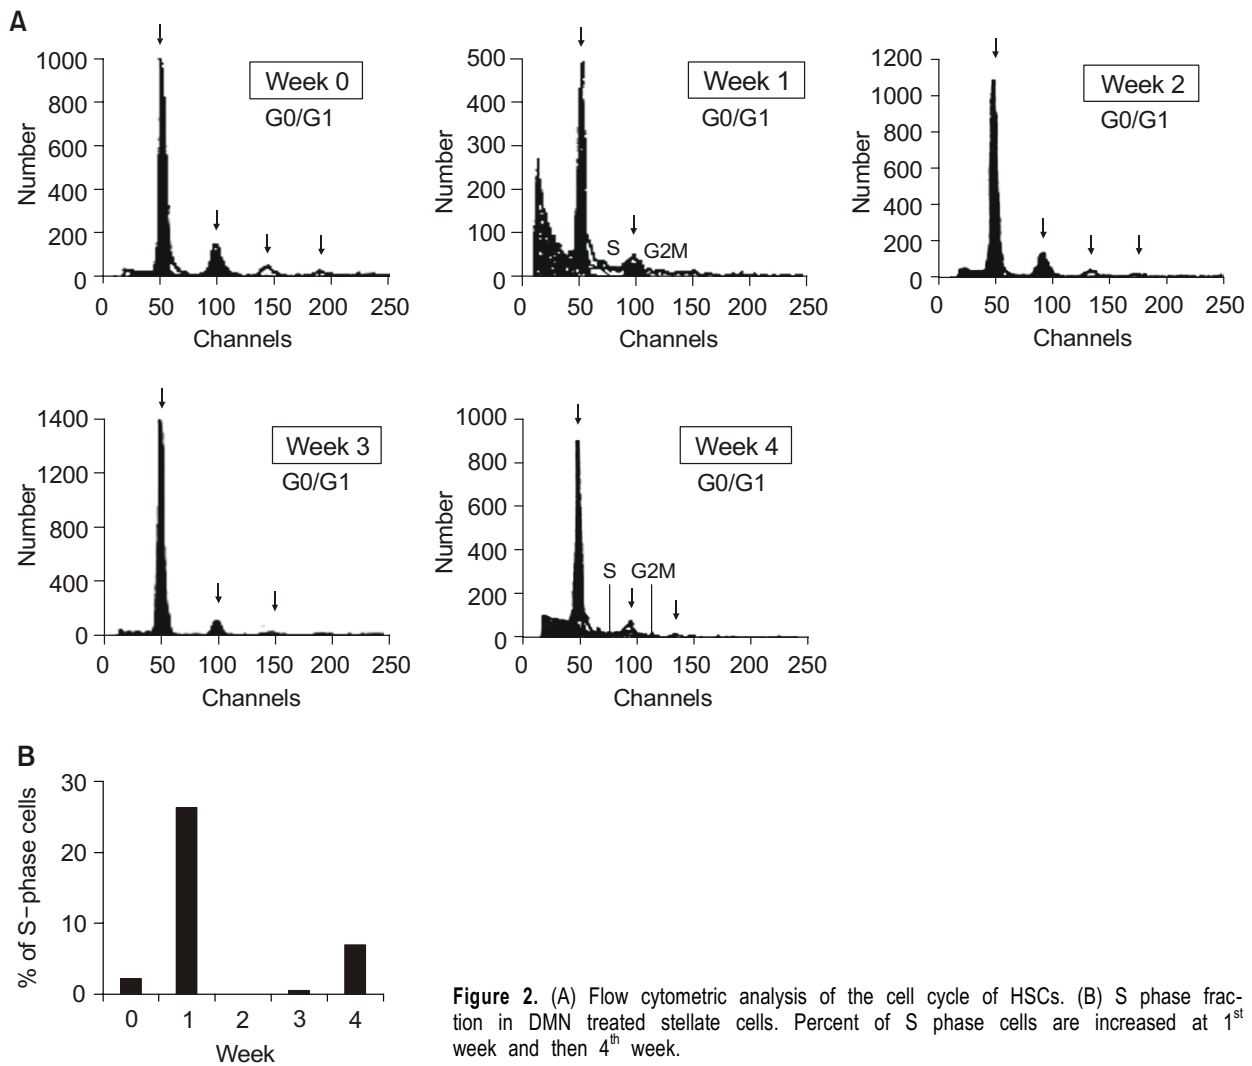 A
Week 0
G0/G1
Number
1000
800
600
400
200
0
0 50 100 150 200 250
Channels
Week 1
G0/G1
Number
500
400
300
200
100
0
S G2M
0 50 100 150 200 250
Channels
Week 2
G0/G1
Number
1200
1000
800
600
400
200
0
0 50 100 150 200 250
Channels
Week 3
G0/G1
Number
1400
1200
800
400
0
0 50 100 150 200 250
Channels
Week 4
G0/G1
Number
1000
800
600
400
200
0
S G2M
0 50 100 150 200 250
Channels
B
% of S-phase cells
30
20
10
0
0 1 2 3 4
Week
Figure 2. (A) Flow cytometric analysis of the cell cycle of HSCs. (B) S phase frac-
tion in DMN treated stellate cells. Percent of S phase cells are increased at 1st
week and then 4th week.